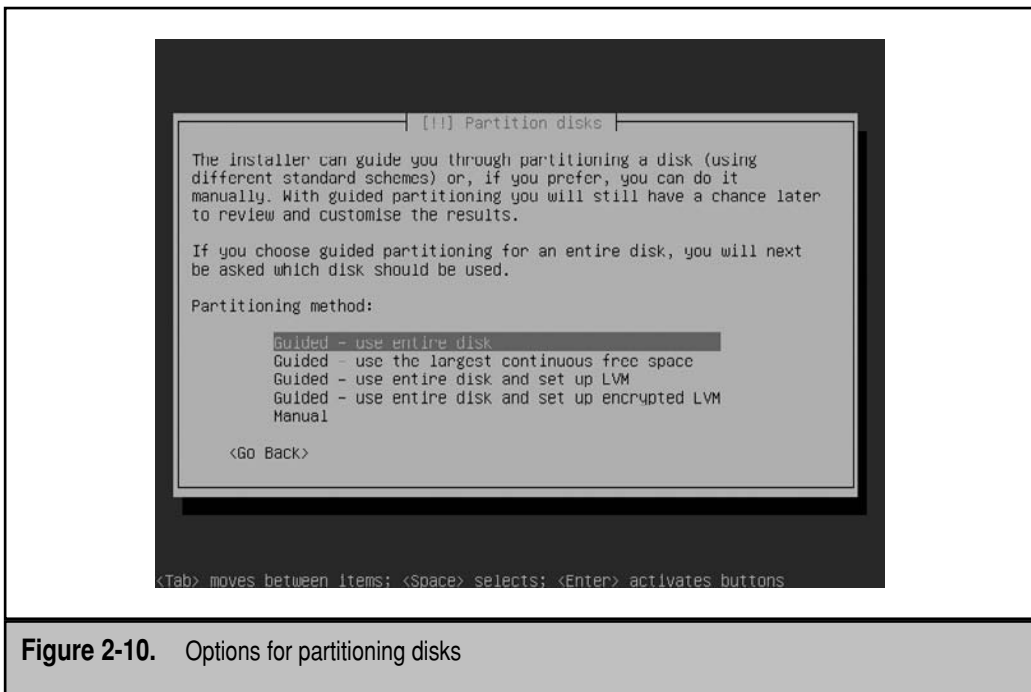 [!!] Partition disks
The installer can guide you through partitioning a disk (using
different standard schemes) or, if you prefer, you can do it
manually. With guided partitioning you will still have a chance later
to review and customise the results.
If you choose guided partitioning for an entire disk, you will next
be asked which disk should be used.
Partitioning method:
Guided - use entire disk
Guided - use the largest continuous free space
Guided - use entire disk and set up LVM
Guided - use entire disk and set up encrypted LVM
Manual
<Go Back>
<Tab> moves between items; <Space> selects; <Enter> activates buttons
Figure 2-10. Options for partitioning disks